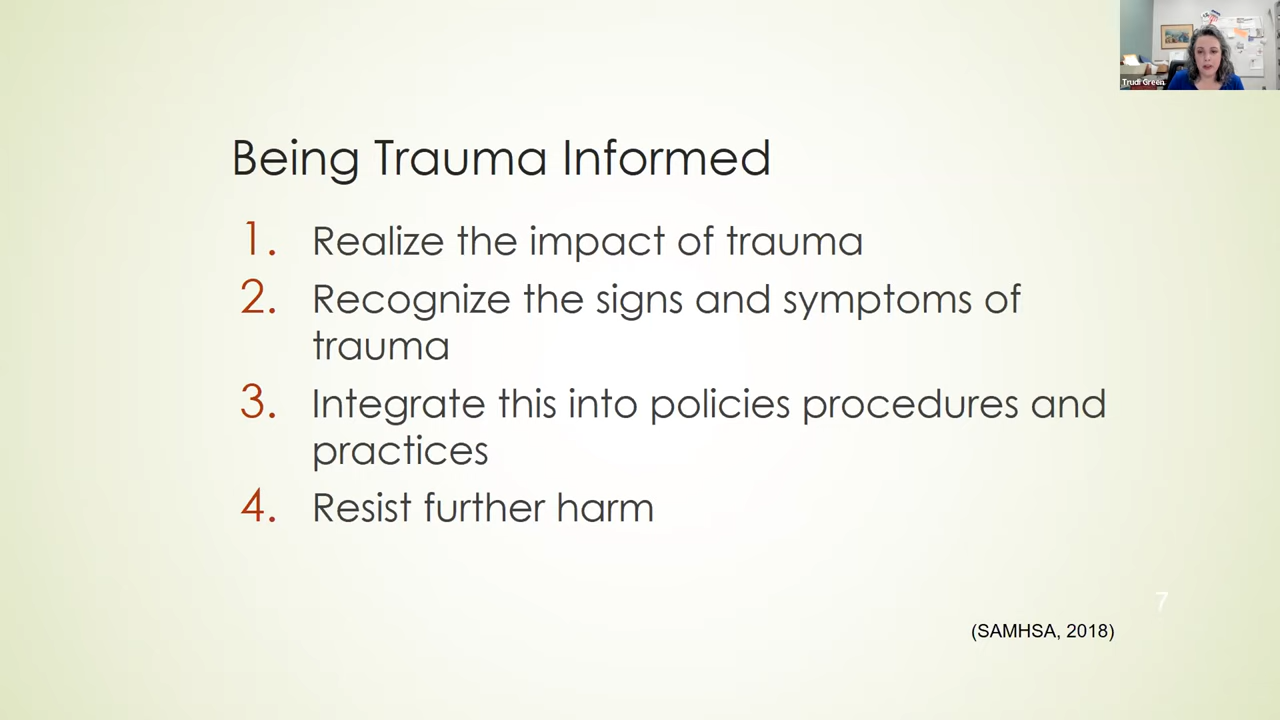 Trudi Green
Being Trauma Informed
1. Realize the impact of trauma
2. Recognize the signs and symptoms of
trauma
3. Integrate this into policies procedures and
practices
4. Resist further harm
7
(SAMHSA, 2018)